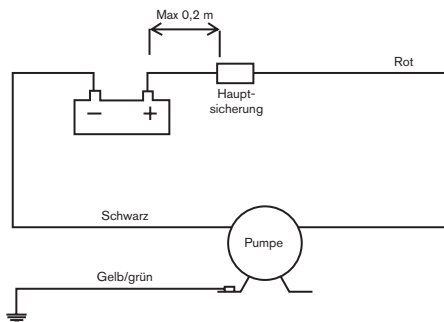 Max 0,2 m
Rot
Haupt-
sicherung
Schwarz
Pumpe
Gelb/grün